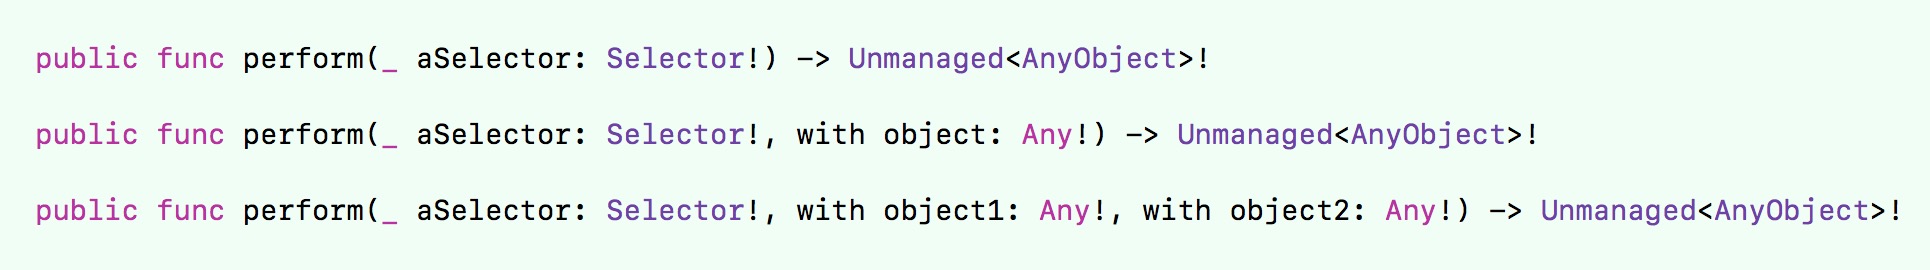 public func perform(_ aSelector: Selector!) -> Unmanaged<AnyObject>!
public func perform(_ aSelector: Selector!, with object: Any!) -> Unmanaged<AnyObject>!
public func perform(_ aSelector: Selector!, with object1: Any!, with object2: Any!) -> Unmanaged<AnyObject>!